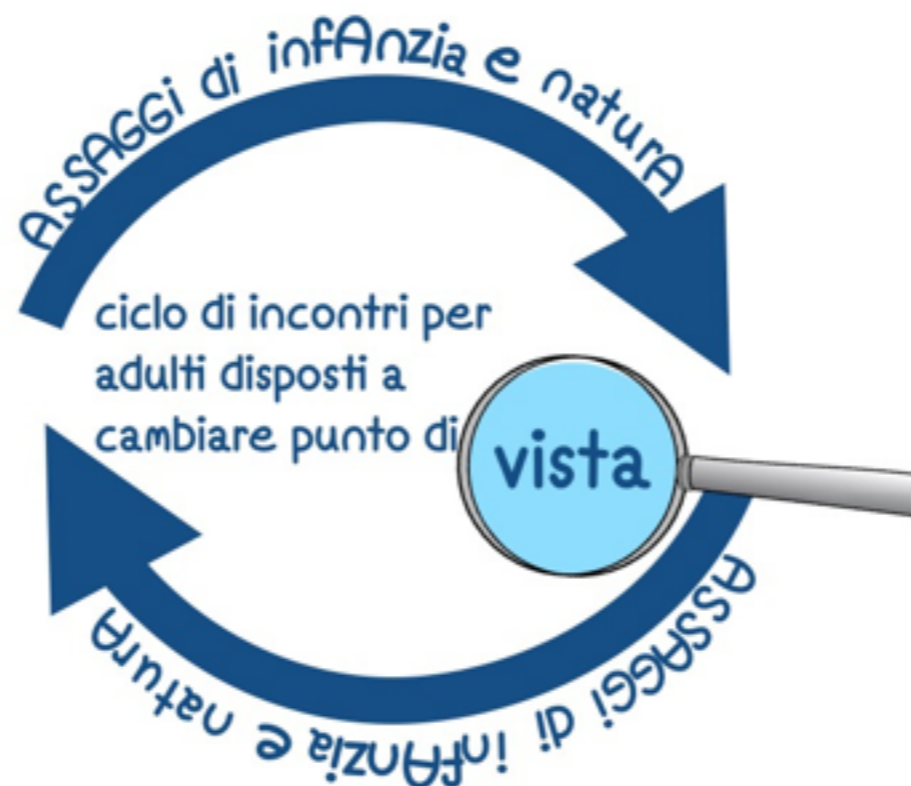 AssAGGi di infAnzia e naturA
ciclo di incontri per
adulti disposti a
cambiare punto di vista
AssAGGi di infAnzia e naturA